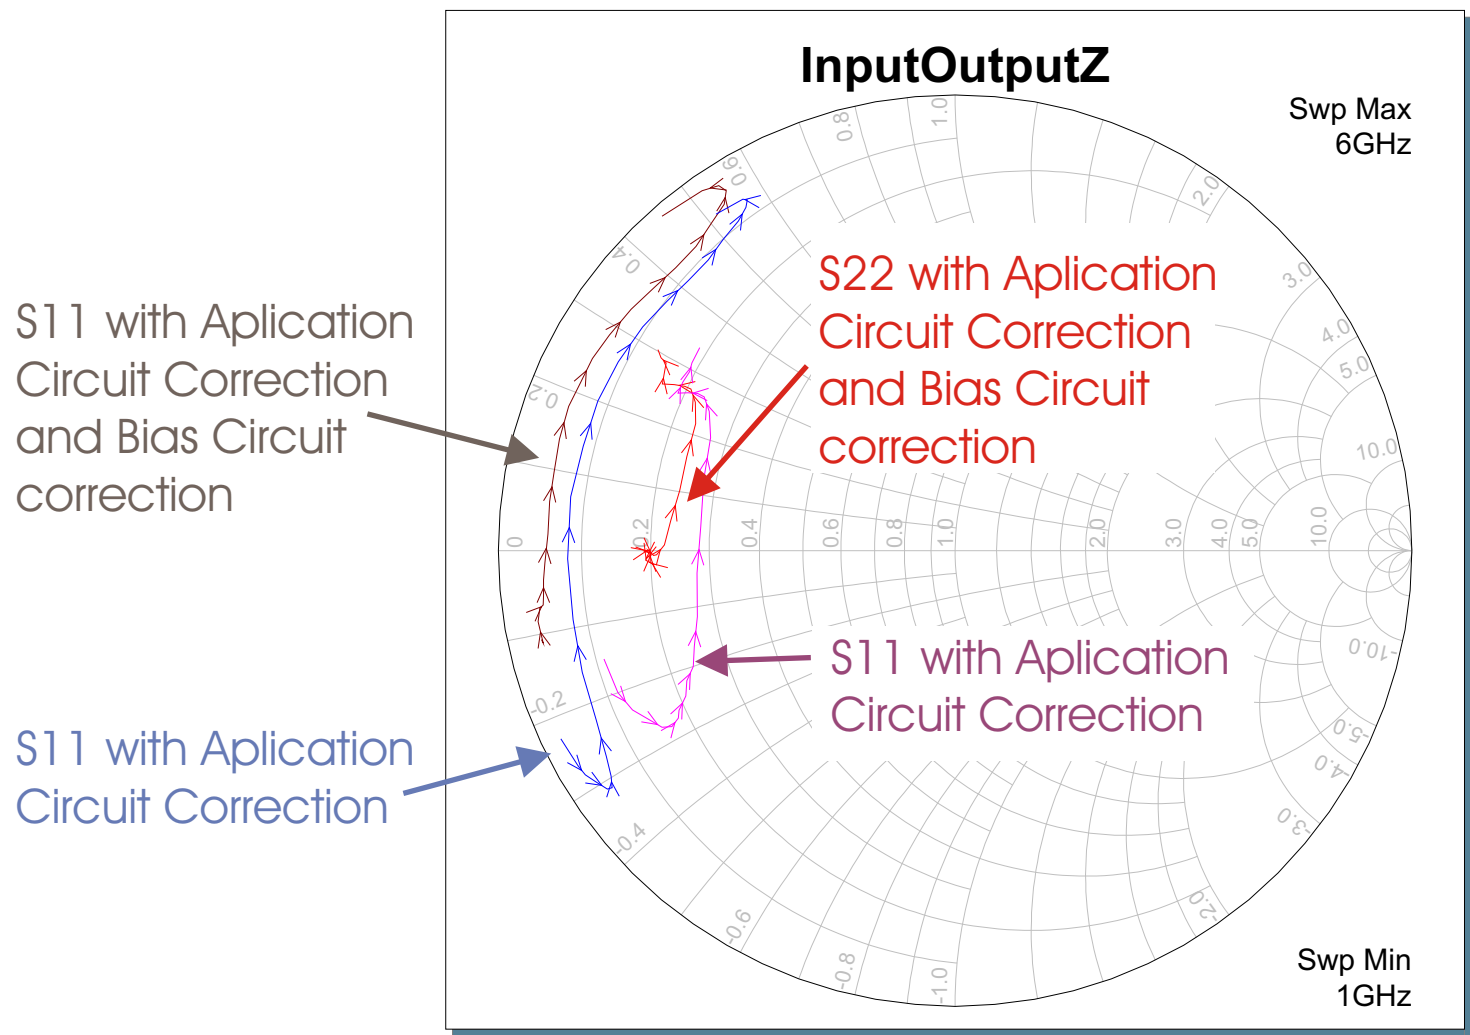 InputOutputZ
Swp Max
6GHz
1.0
0.8
0.6
2.0
0.4
3.0
4.0
5.0
0.2
10.0
S22 with Aplication
Circuit Correction
and Bias Circuit
correction
S11 with Aplication
Circuit Correction
and Bias Circuit
correction
0
0.2
0.4
0.6
0.8
1.0
2.0
3.0
4.0
5.0
10.0
S11 with Aplication
Circuit Correction
-10.0
-0.2
-5.0
-4.0
S11 with Aplication
Circuit Correction
-0.4
-3.0
-0.6
-2.0
-0.8
-1.0
Swp Min
1GHz